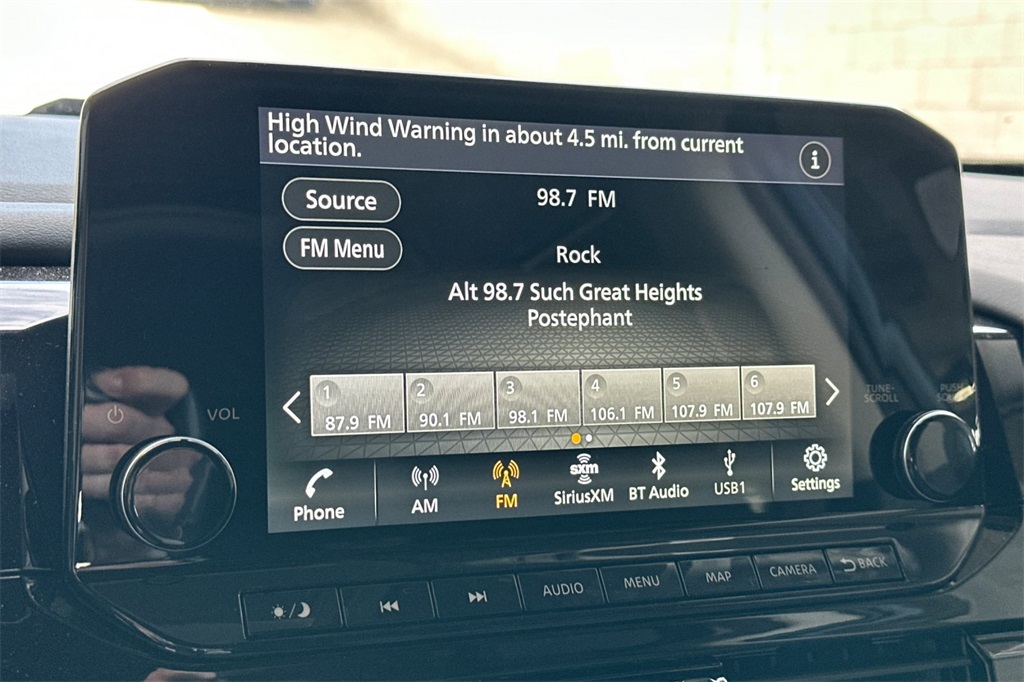 High Wind Warning in about 4.5 mi. from current
location.
i
Source
98.7 FM
FM Menu
Rock
Alt 98.7 Such Great Heights
Postephant
1 2 3 4 5 6
87.9 FM 90.1 FM 98.1 FM 106.1 FM 107.9 FM 107.9 FM
VOL
TUNE-
SCROLL
PUSH
sxm
Phone AM FM SiriusXM BT Audio USB1 Settings
AUDIO MENU MAP CAMERA BACK